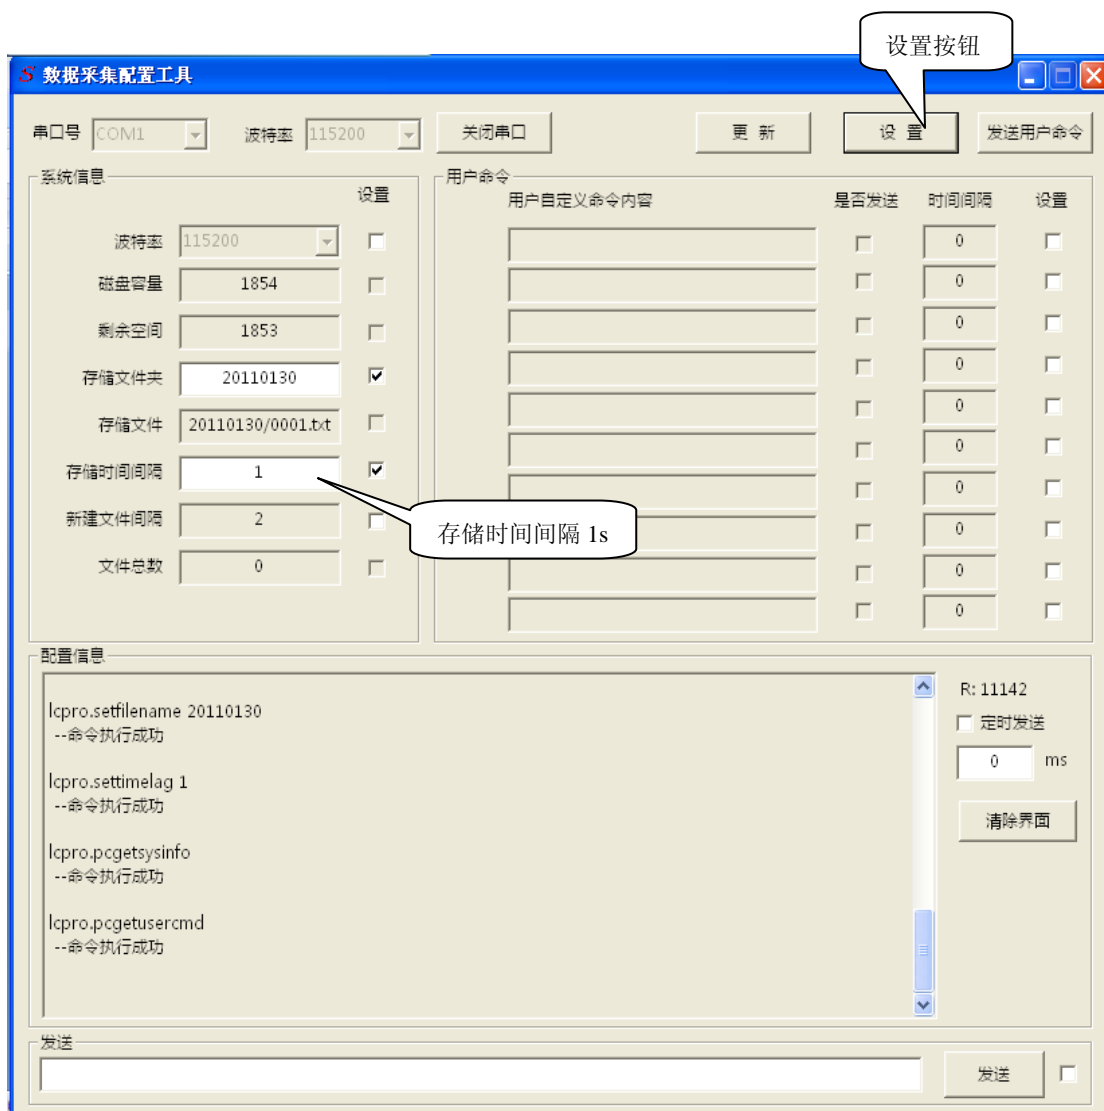 设置按钮
S 数据采集配置工具
串口号 COM1 波特率 115200 关闭串口 更 新 设 置 发送用户命令
系统信息 设置
波特率 115200
磁盘容量 1854
剩余空间 1853
存储文件夹 20110130
存储文件 20110130/0001.txt
存储时间间隔 1
新建文件间隔 2
文件总数 0
存储时间间隔 1s
用户命令
用户自定义命令内容 是否发送 时间间隔 设置
0
0
0
0
0
0
0
0
0
0
配置信息
lcpro.setfilename 20110130
--命令执行成功
lcpro.settimelag 1
--命令执行成功
lcpro.pcgetsysinfo
--命令执行成功
lcpro.pcgetusercmd
--命令执行成功
R: 11142
定时发送
0 ms
清除界面
发送
发送